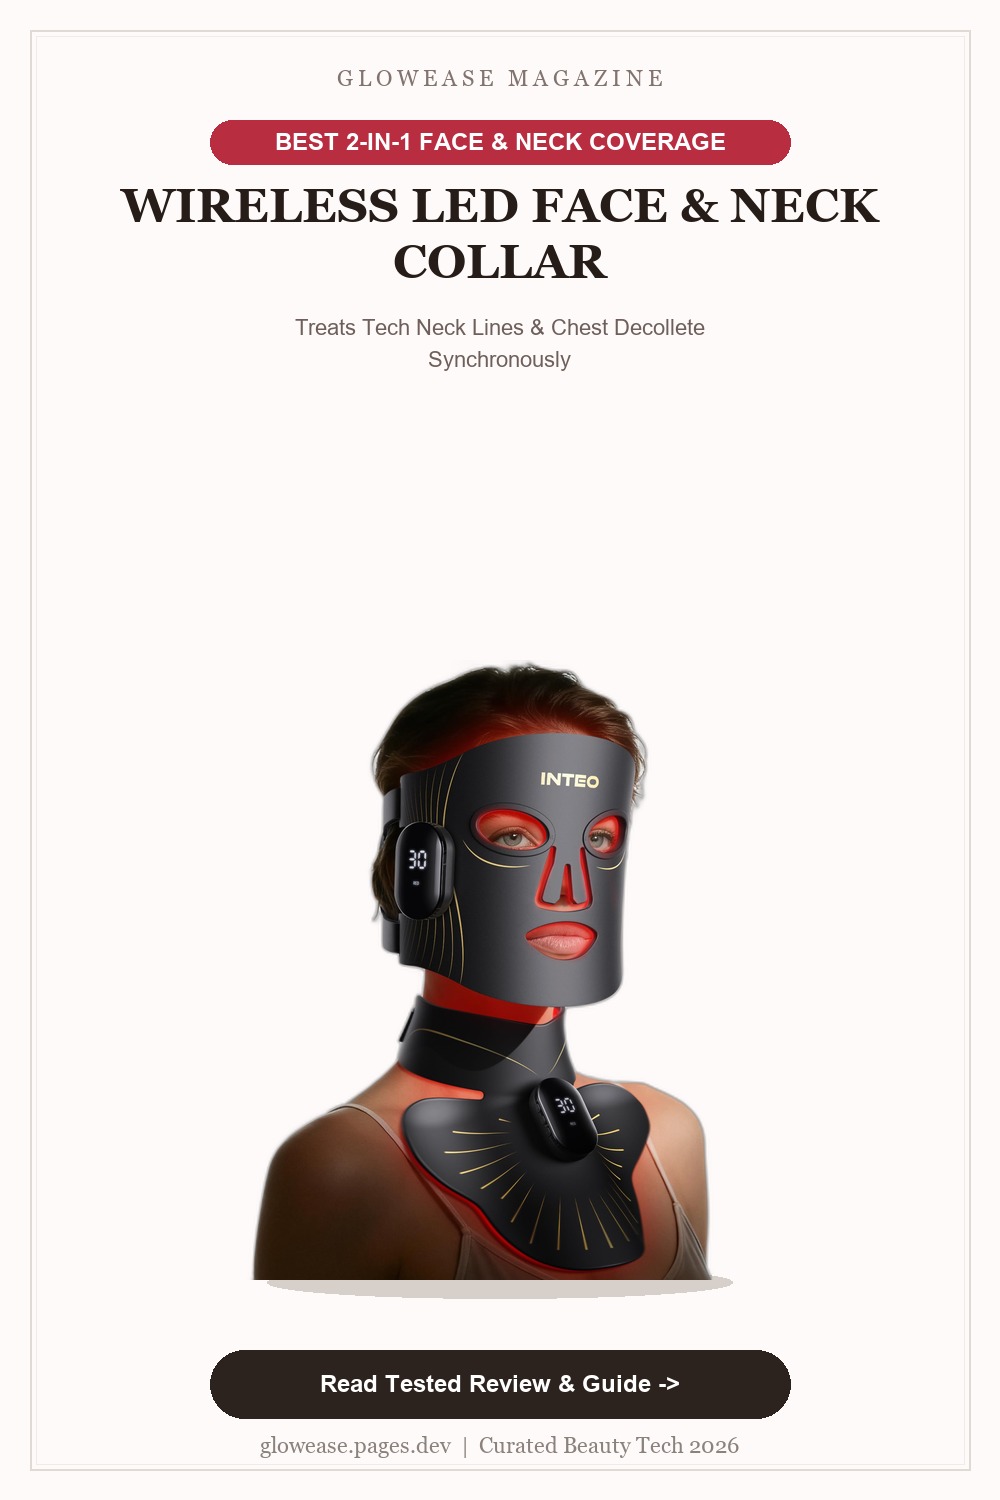 GLOWEASE MAGAZINE
BEST 2-IN-1 FACE & NECK COVERAGE
WIRELESS LED FACE & NECK
COLLAR
Treats Tech Neck Lines & Chest Decollete
Synchronously
INTEO
30
30
Read Tested Review & Guide ->
glowease.pages.dev | Curated Beauty Tech 2026